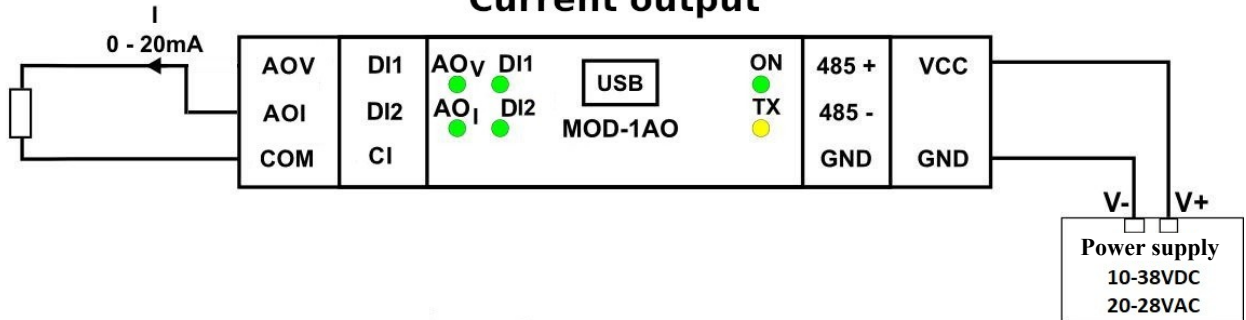 Current output
I
0 - 20mA
AOV DI1 AOV DI1 USB ON 485 + VCC
AOI DI2 AOI DI2 MOD-1AO TX 485 -
COM CI GND GND
V- V+
Power supply
10-38VDC
20-28VAC